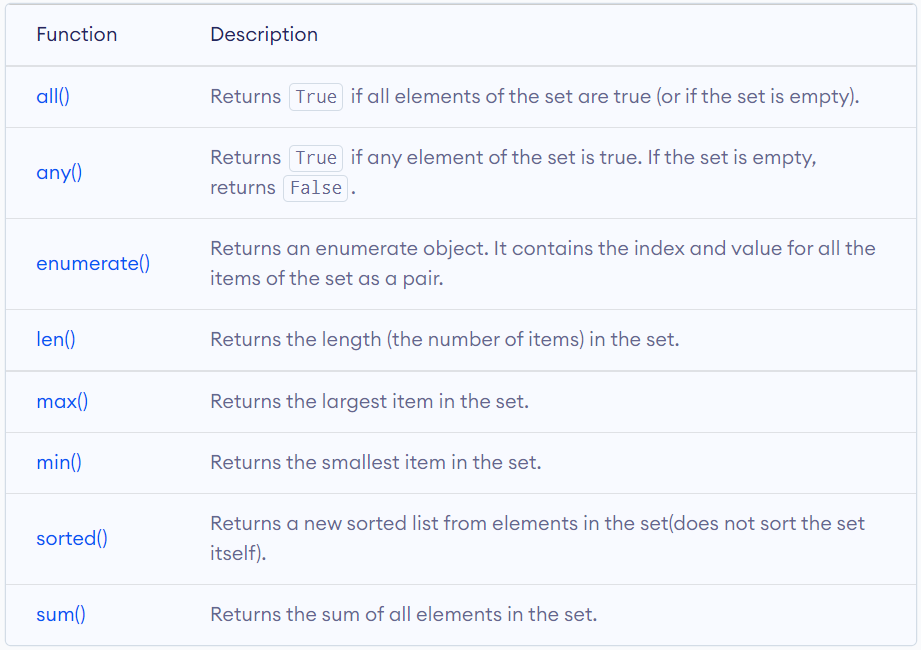 Function Description
all() Returns True if all elements of the set are true (or if the set is empty).
any() Returns True if any element of the set is true. If the set is empty,
returns False .
enumerate() Returns an enumerate object. It contains the index and value for all the
items of the set as a pair.
len() Returns the length (the number of items) in the set.
max() Returns the largest item in the set.
min() Returns the smallest item in the set.
sorted() Returns a new sorted list from elements in the set(does not sort the set
itself).
sum() Returns the sum of all elements in the set.